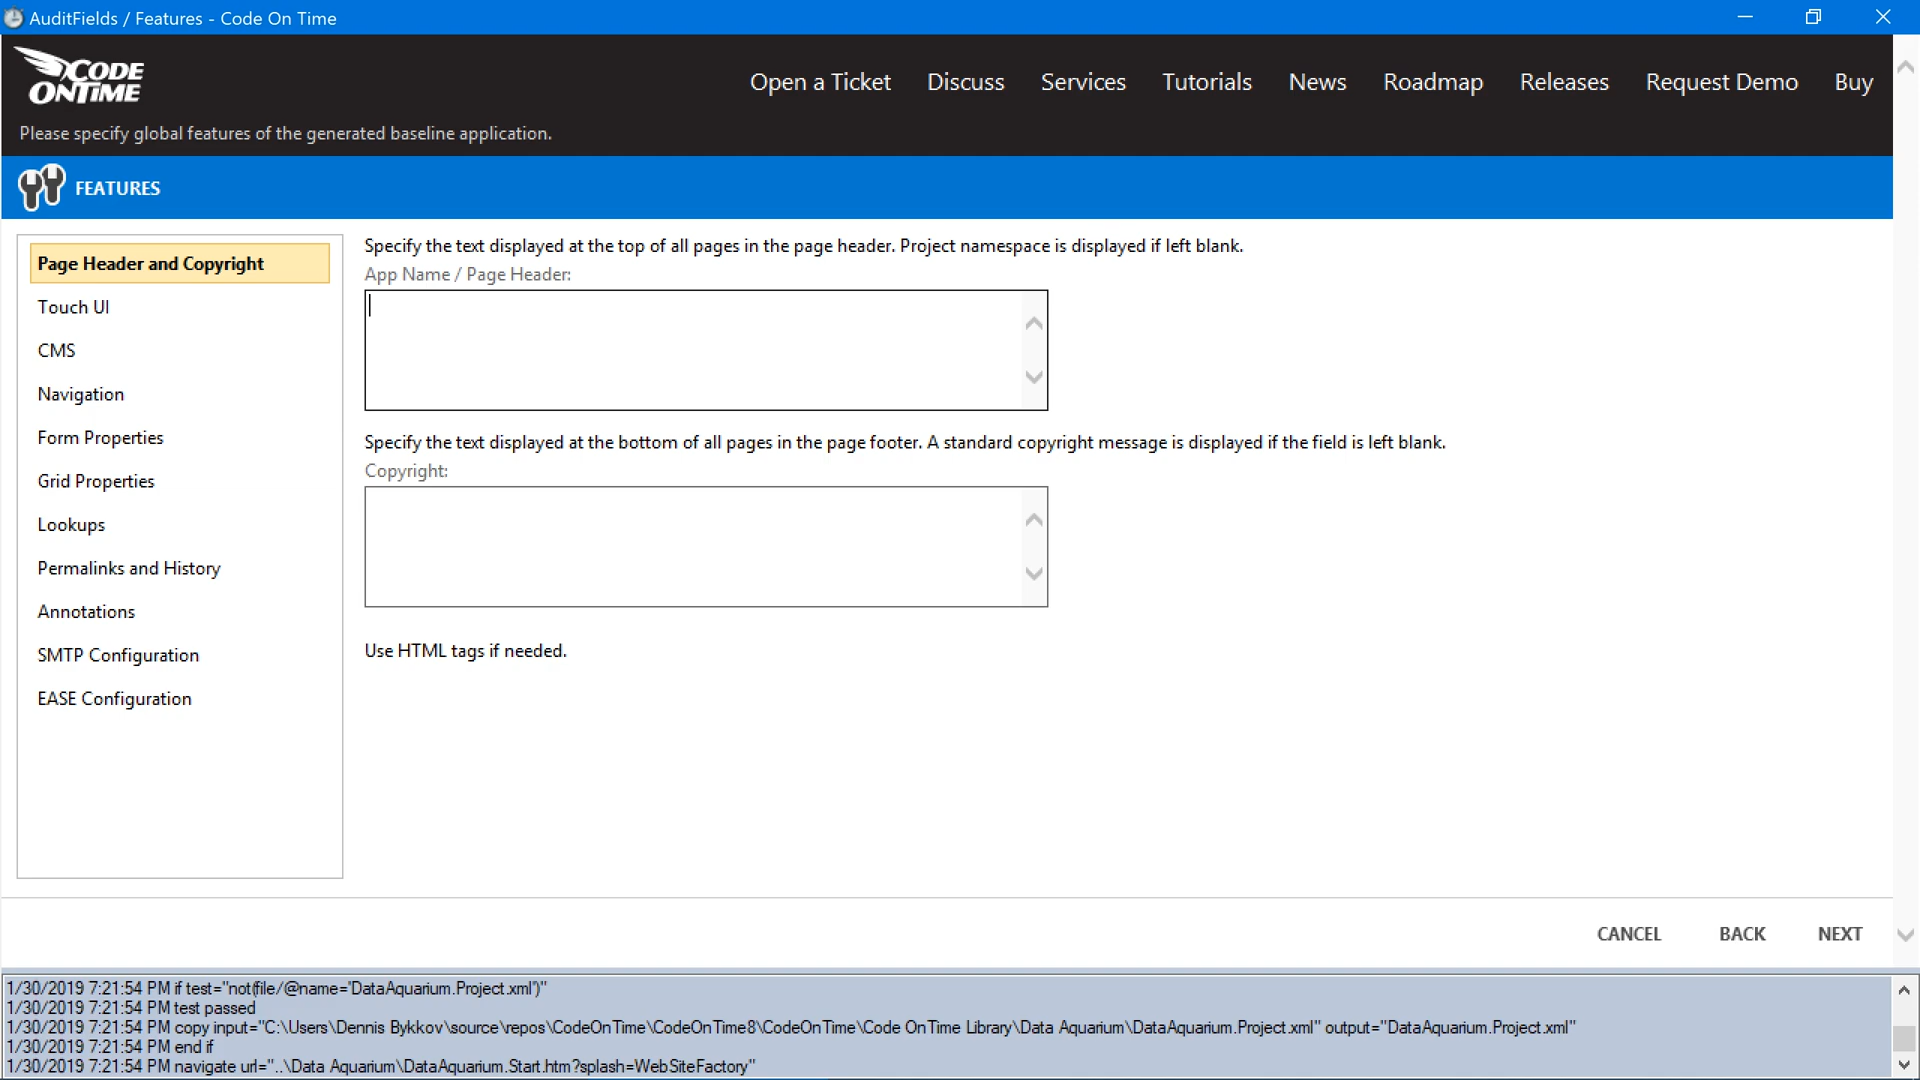 AuditFields / Features - Code On Time
CODE
ONTIME
Open a Ticket Discuss Services Tutorials News Roadmap Releases Request Demo Buy
Please specify global features of the generated baseline application.
FEATURES
Page Header and Copyright
Touch UI
CMS
Navigation
Form Properties
Grid Properties
Lookups
Permalinks and History
Annotations
SMTP Configuration
EASE Configuration
Specify the text displayed at the top of all pages in the page header. Project namespace is displayed if left blank.
App Name / Page Header:
Specify the text displayed at the bottom of all pages in the page footer. A standard copyright message is displayed if the field is left blank.
Copyright:
Use HTML tags if needed.
CANCEL BACK NEXT
1/30/2019 7:21:54 PM if test="not(file/@name='DataAquarium.Project.xml')"
1/30/2019 7:21:54 PM test passed
1/30/2019 7:21:54 PM copy input="C:\Users\Dennis Bykkov\source\repos\CodeOnTime\CodeOnTime8\CodeOnTime\Code OnTime Library\Data Aquarium\DataAquarium.Project.xml" output="DataAquarium.Project.xml"
1/30/2019 7:21:54 PM end if
1/30/2019 7:21:54 PM navigate url="..\Data Aquarium\DataAquarium.Start.htm?splash=WebSiteFactory"